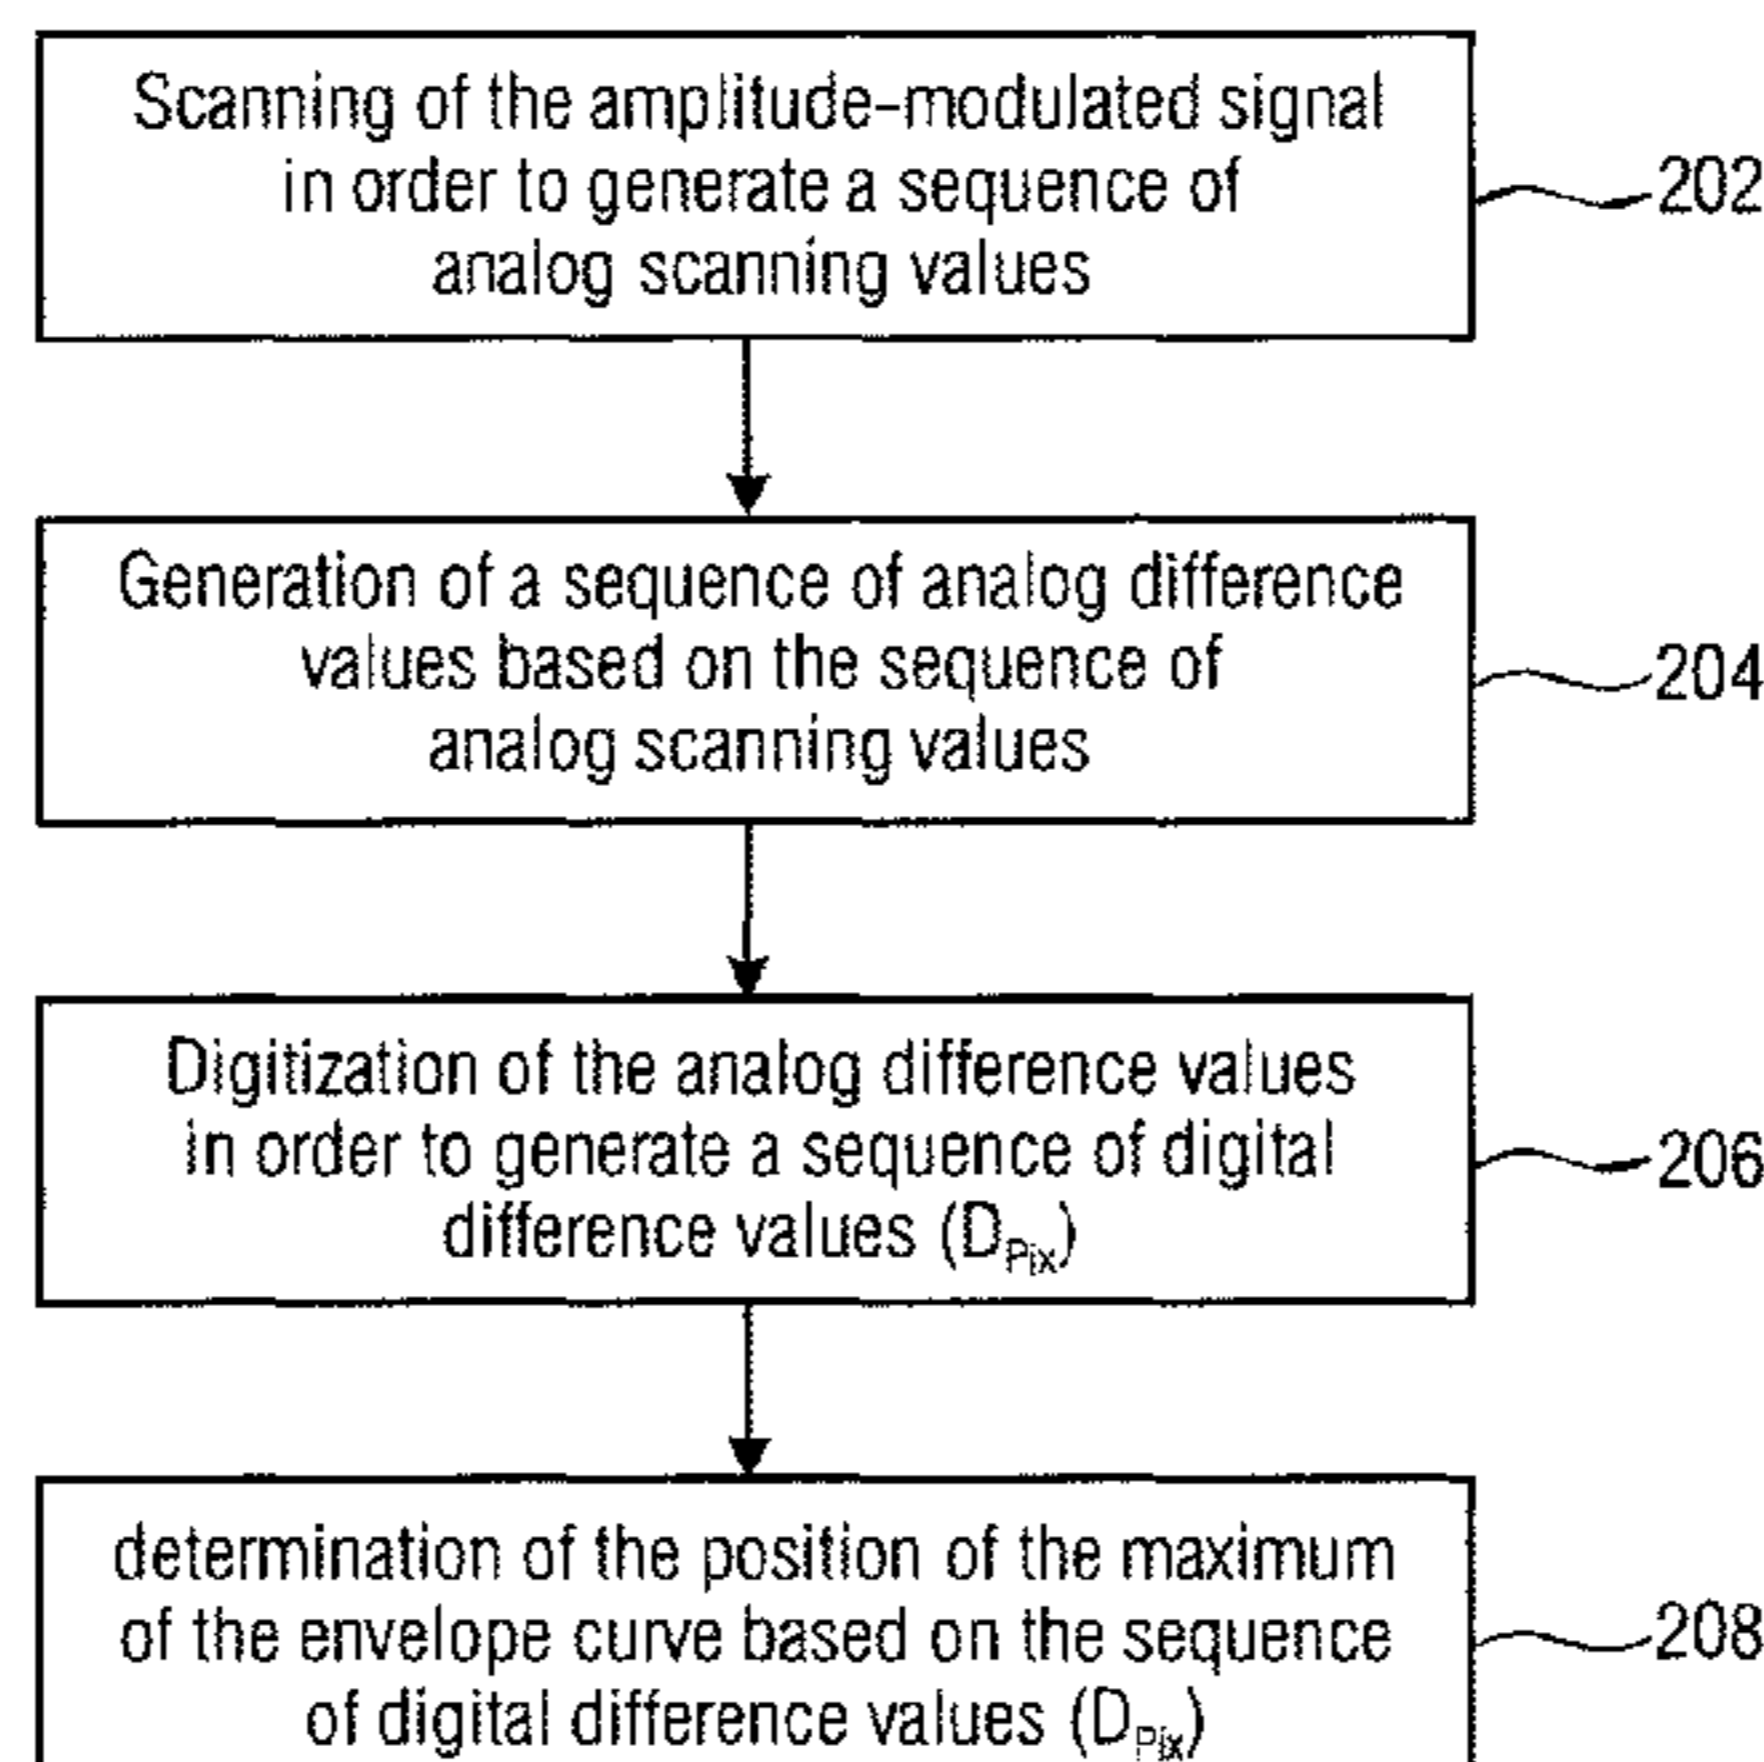 Scanning of the amplitude-modulated signal
in order to generate a sequence of
analog scanning values
202
Generation of a sequence of analog difference
values based on the sequence of
analog scanning values
204
Digitization of the analog difference values
in order to generate a sequence of digital
difference values (D_Pix)
206
determination of the position of the maximum
of the envelope curve based on the sequence
of digital difference values (D_Pix)
208